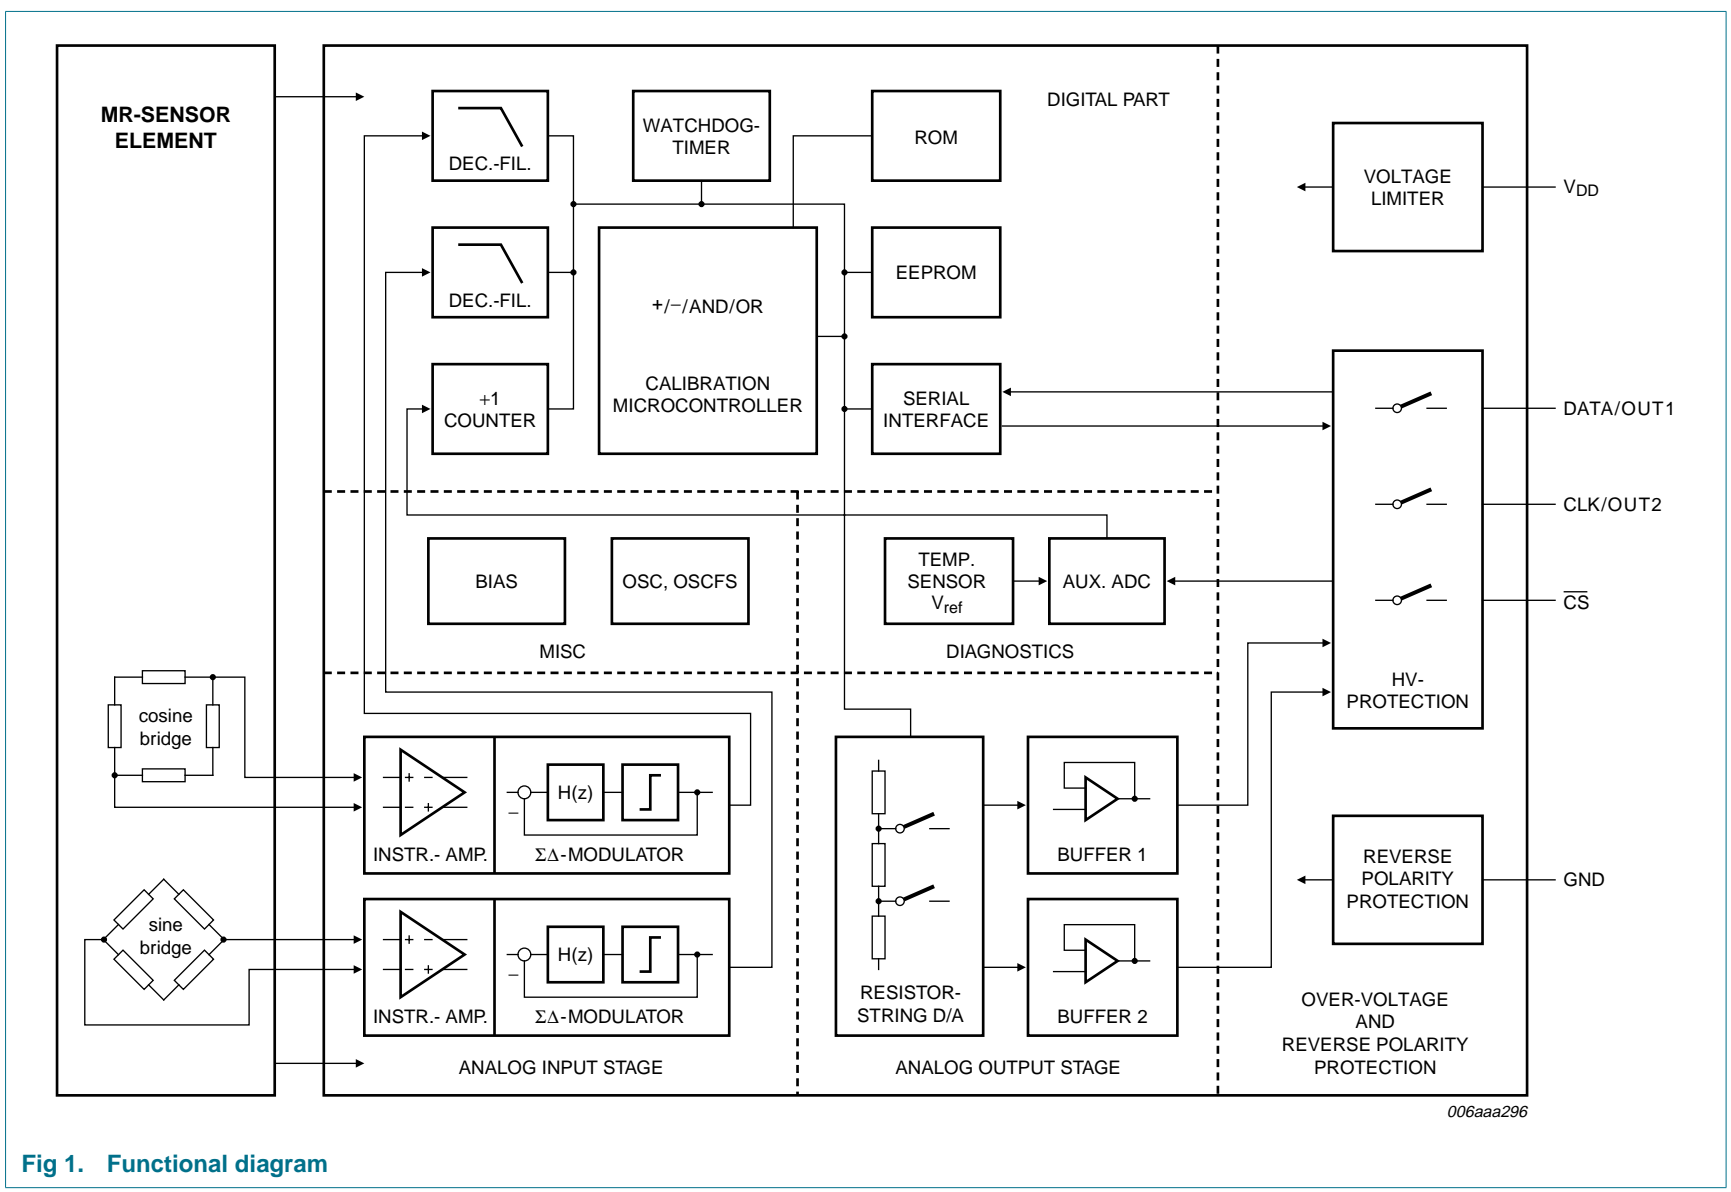 MR-SENSOR
ELEMENT
DEC.-FIL.
WATCHDOG-
TIMER
ROM
DIGITAL PART
VOLTAGE
LIMITER
VDD
DEC.-FIL.
+/−/AND/OR
CALIBRATION
MICROCONTROLLER
EEPROM
+1
COUNTER
SERIAL
INTERFACE
DATA/OUT1
CLK/OUT2
CS
HV-
PROTECTION
BIAS
OSC, OSCFS
MISC
TEMP.
SENSOR
Vref
AUX. ADC
DIAGNOSTICS
cosine
bridge
+ −
− +
INSTR.- AMP.
−
H(z)
ΣΔ-MODULATOR
sine
bridge
+ −
− +
INSTR.- AMP.
−
H(z)
ΣΔ-MODULATOR
ANALOG INPUT STAGE
RESISTOR-
STRING D/A
BUFFER 1
BUFFER 2
ANALOG OUTPUT STAGE
REVERSE
POLARITY
PROTECTION
GND
OVER-VOLTAGE
AND
REVERSE POLARITY
PROTECTION
006aaa296
Fig 1. Functional diagram